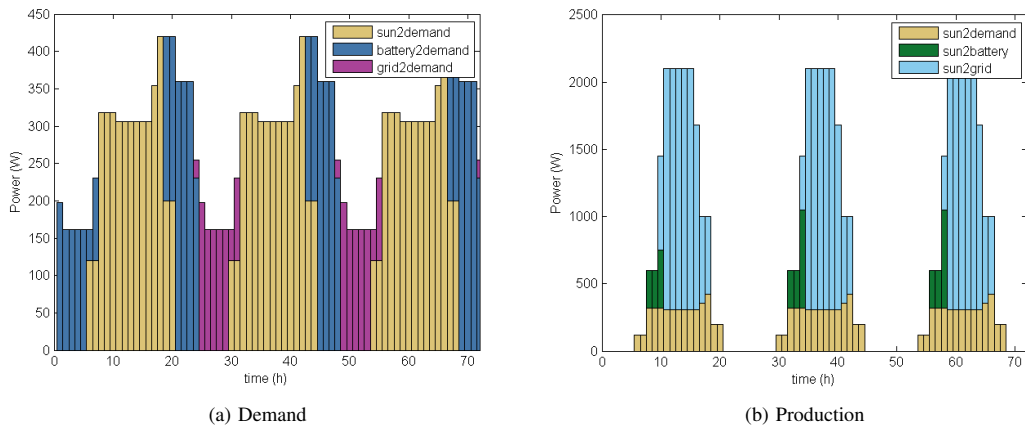 450
400
350
300
250
200
150
100
50
0
Power (W)
0 10 20 30 40 50 60 70
time (h)
sun2demand
battery2demand
grid2demand
(a) Demand
2500
2000
1500
1000
500
0
Power (W)
0 10 20 30 40 50 60 70
time (h)
sun2demand
sun2battery
sun2grid
(b) Production